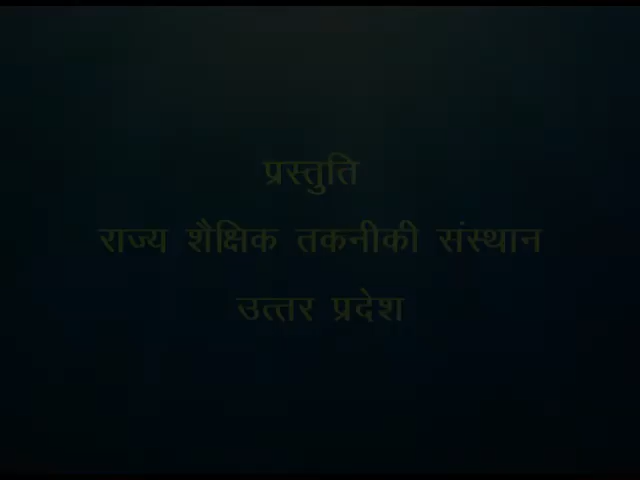 प्रस्तुति
राज्य शैक्षिक तकनीकी संस्थान
उत्तर प्रदेश